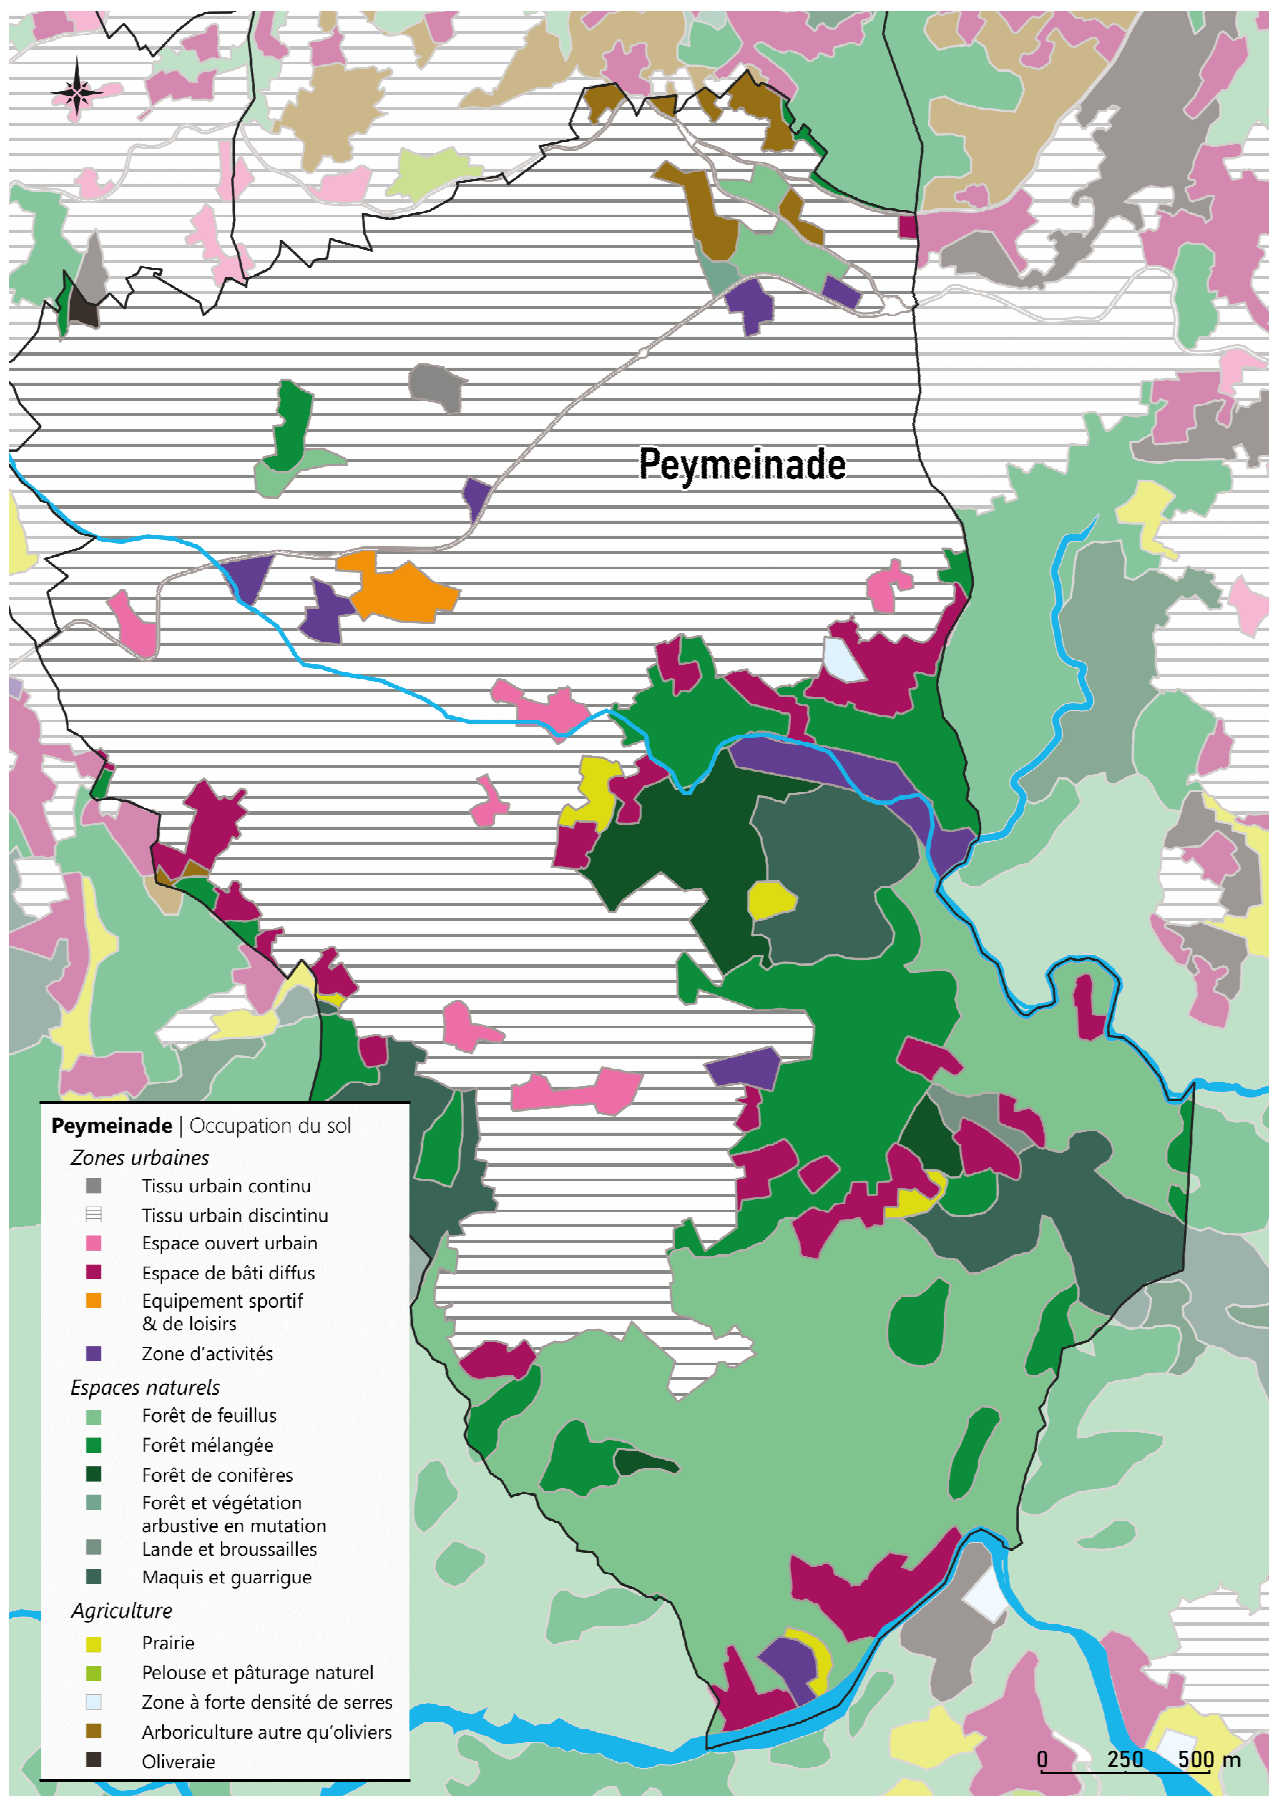 Peymeinade
Peymeinade | Occupation du sol
Zones urbaines
Tissu urbain continu
Tissu urbain discintinu
Espace ouvert urbain
Espace de bâti diffus
Equipement sportif
& de loisirs
Zone d'activités
Espaces naturels
Forêt de feuillus
Forêt mélangée
Forêt de conifères
Forêt et végétation
arbustive en mutation
Lande et broussailles
Maquis et guarrigue
Agriculture
Prairie
Pelouse et pâturage naturel
Zone à forte densité de serres
Arboriculture autre qu'oliviers
Oliveraie
0 250 500 m